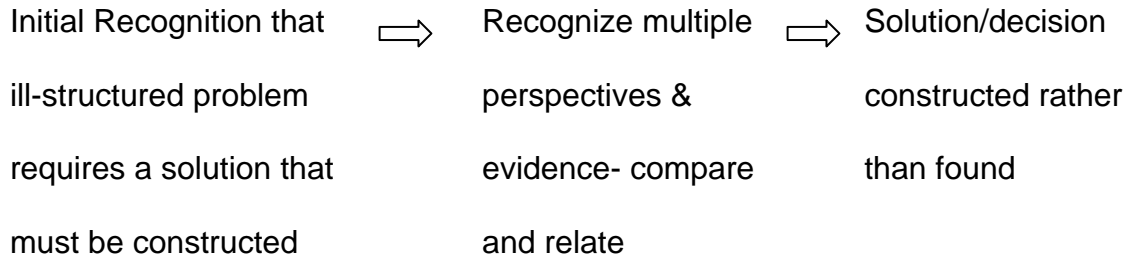 Initial Recognition that
ill-structured problem
requires a solution that
must be constructed
Recognize multiple
perspectives &
evidence- compare
and relate
Solution/decision
constructed rather
than found